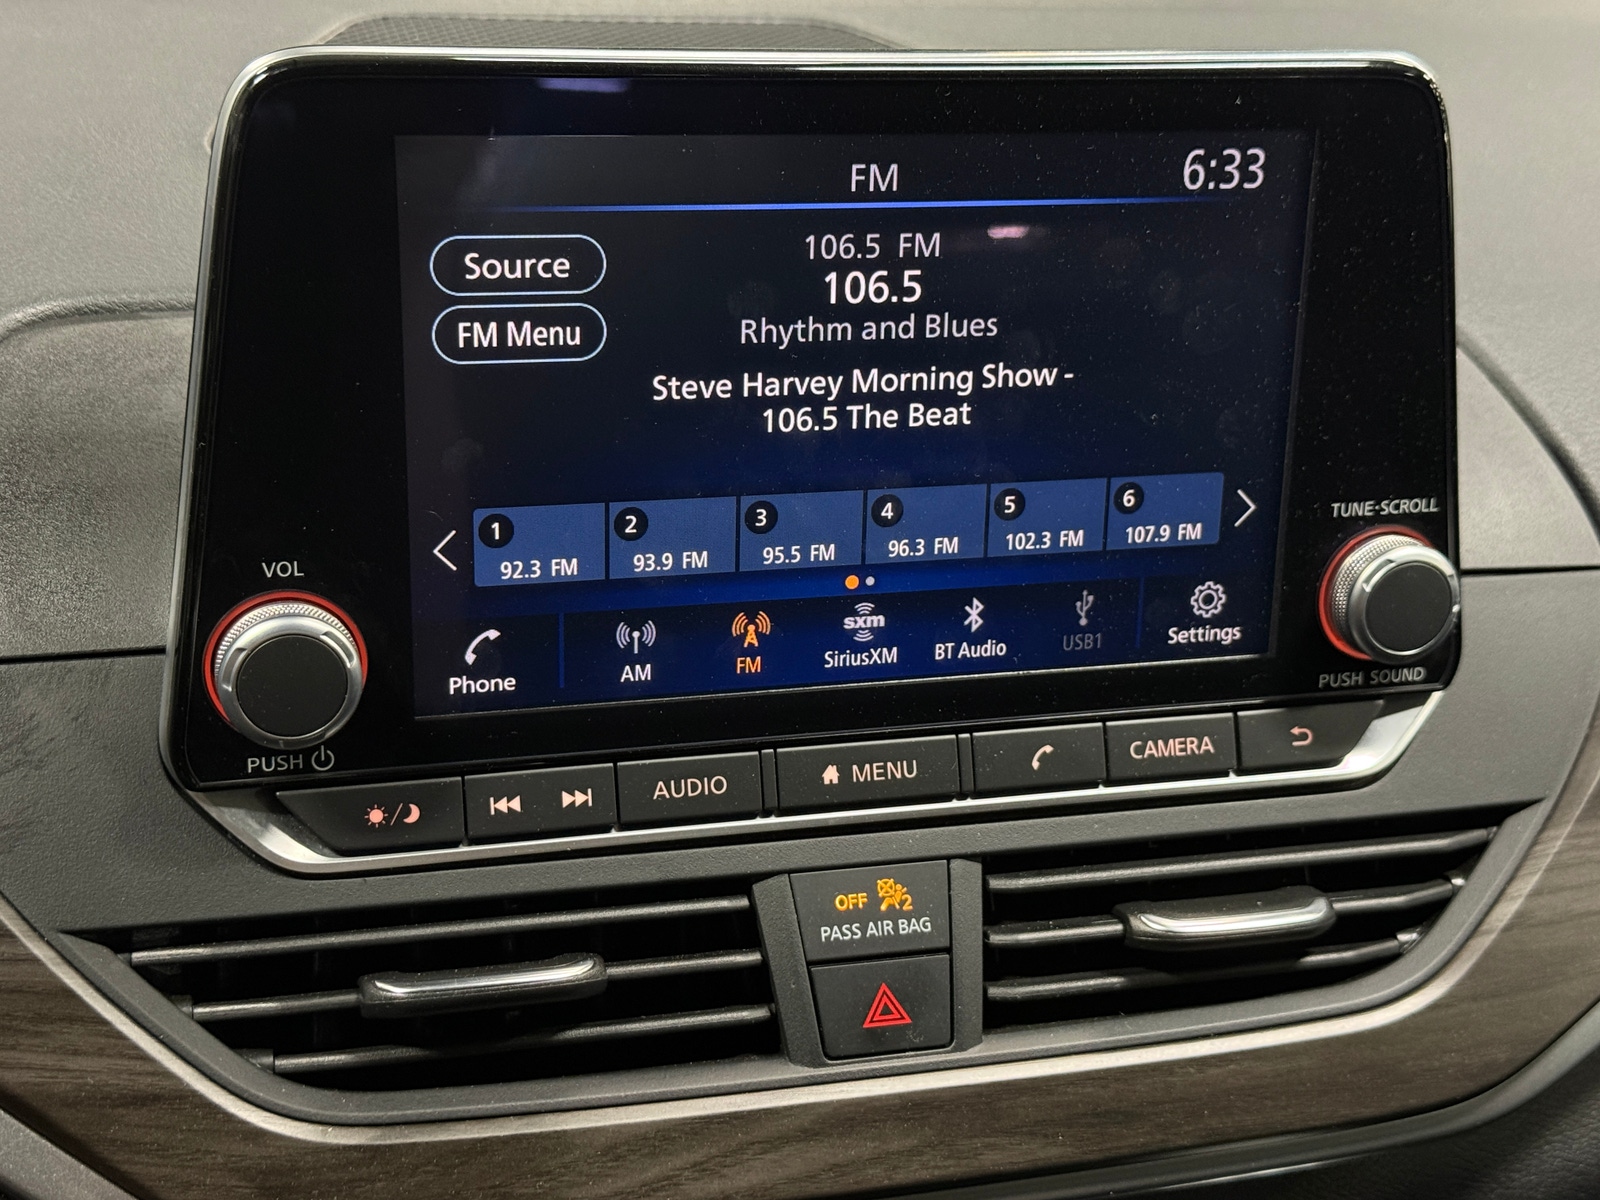 FM
6:33
Source
FM Menu
106.5 FM
106.5
Rhythm and Blues
Steve Harvey Morning Show -
106.5 The Beat
1
92.3 FM
2
93.9 FM
3
95.5 FM
4
96.3 FM
5
102.3 FM
6
107.9 FM
Phone
AM
FM
sxm
SiriusXM
BT Audio
USB1
Settings
VOL
PUSH
TUNE·SCROLL
PUSH SOUND
AUDIO
MENU
CAMERA
OFF
2
PASS AIR BAG